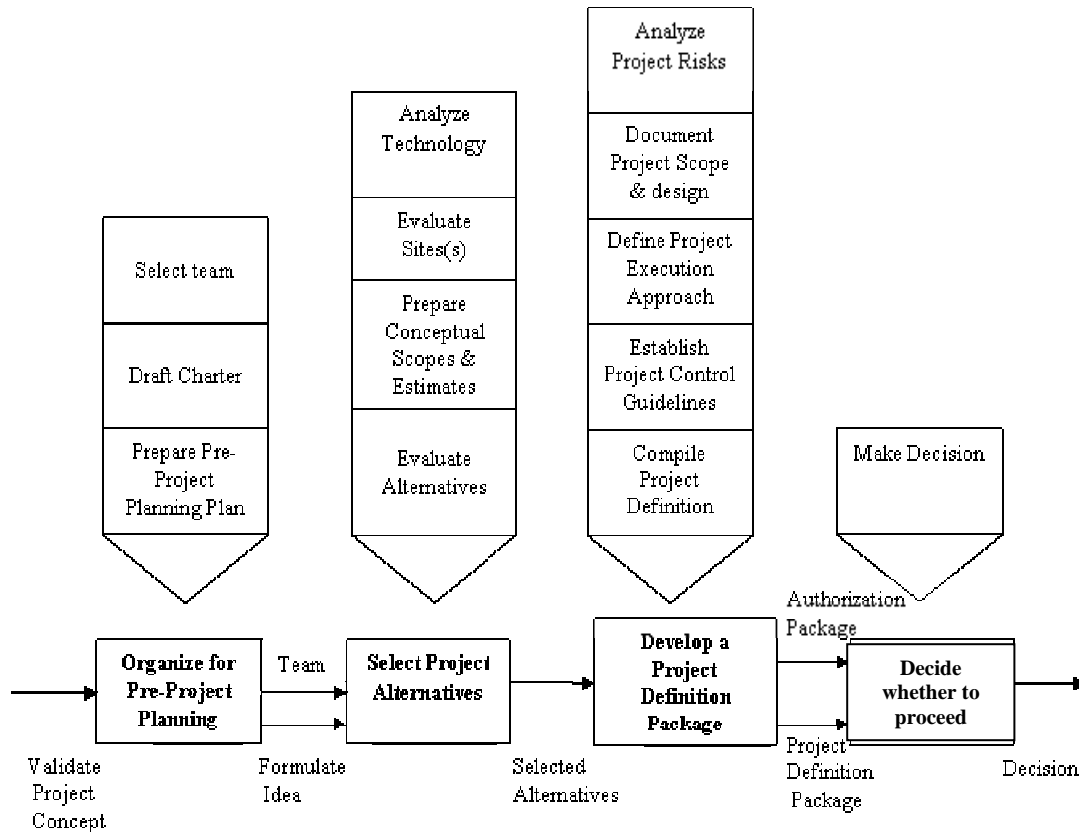 Select team
Draft Charter
Prepare Pre-
Project
Planning Plan
Analyze
Technology
Evaluate
Sites(s)
Prepare
Conceptual
Scopes &
Estimates
Evaluate
Alternatives
Analyze
Project Risks
Document
Project Scope
& design
Define Project
Execution
Approach
Establish
Project Control
Guidelines
Compile
Project
Definition
Make Decision
Validate
Project
Concept
Organize for
Pre-Project
Planning
Team
Formulate
Idea
Select Project
Alternatives
Selected
Alternatives
Develop a
Project
Definition
Package
Authorization
Package
Project
Definition
Package
Decide
whether to
proceed
Decision